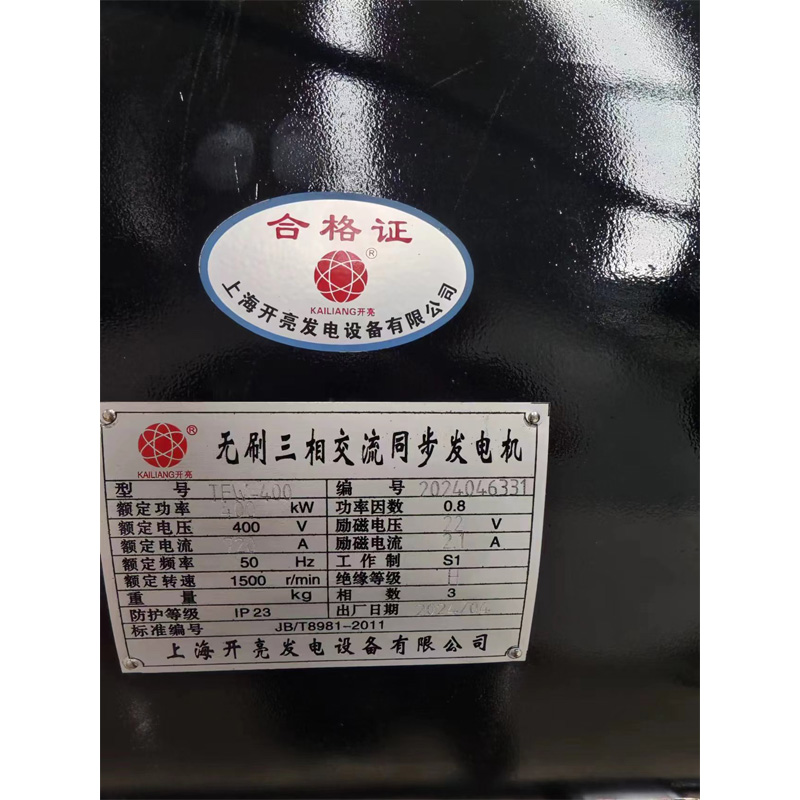 合格证
®
KAILIANG开亮
上海开亮发电设备有限公司
®
KAILIANG开亮
无刷三相交流同步发电机
型号 TFW-400 编号 2024046331
额定功率 400 kW 功率因数 0.8
额定电压 400 V 励磁电压 22 V
额定电流 A 励磁电流 A
额定频率 50 Hz 工作制 S1
额定转速 1500 r/min 绝缘等级 H
重量 kg 相数 3
防护等级 IP 23 出厂日期 2024/04
标准编号 JB/T8981-2011
上海开亮发电设备有限公司